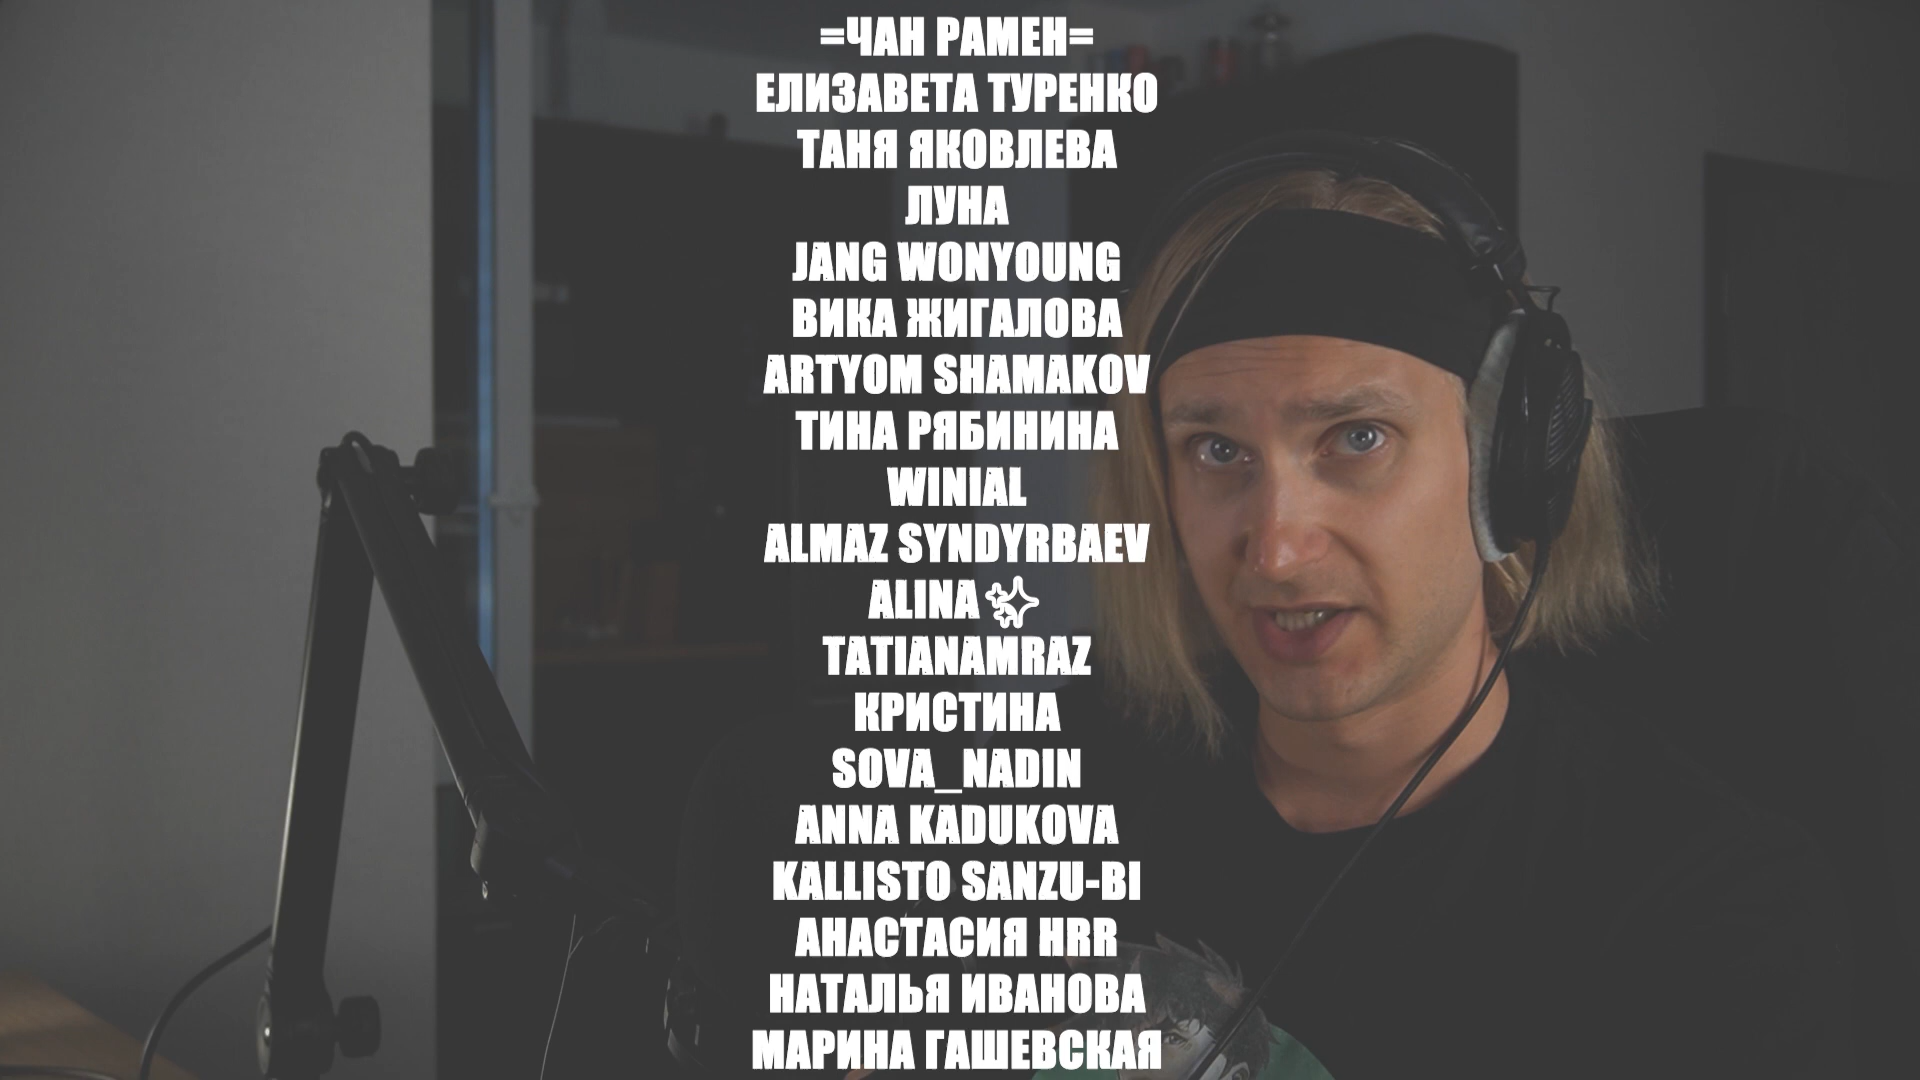 =ЧАН РАМЕН=
ЕЛИЗАВЕТА ТУРЕНКО
ТАНЯ ЯКОВЛЕВА
ЛУНА
JANG WONYOUNG
ВИКА ЖИГАЛОВА
ARTYOM SHAMAKOV
ТИНА РЯБИНИНА
WINIAL
ALMAZ SYNDYRBAEV
ALINA✨
TATIANAMRAZ
КРИСТИНА
SOVA_NADIN
ANNA KADUKOVA
KALLISTO SANZU-BI
АНАСТАСИЯ HRR
НАТАЛЬЯ ИВАНОВА
МАРИНА ГАШЕВСКАЯ